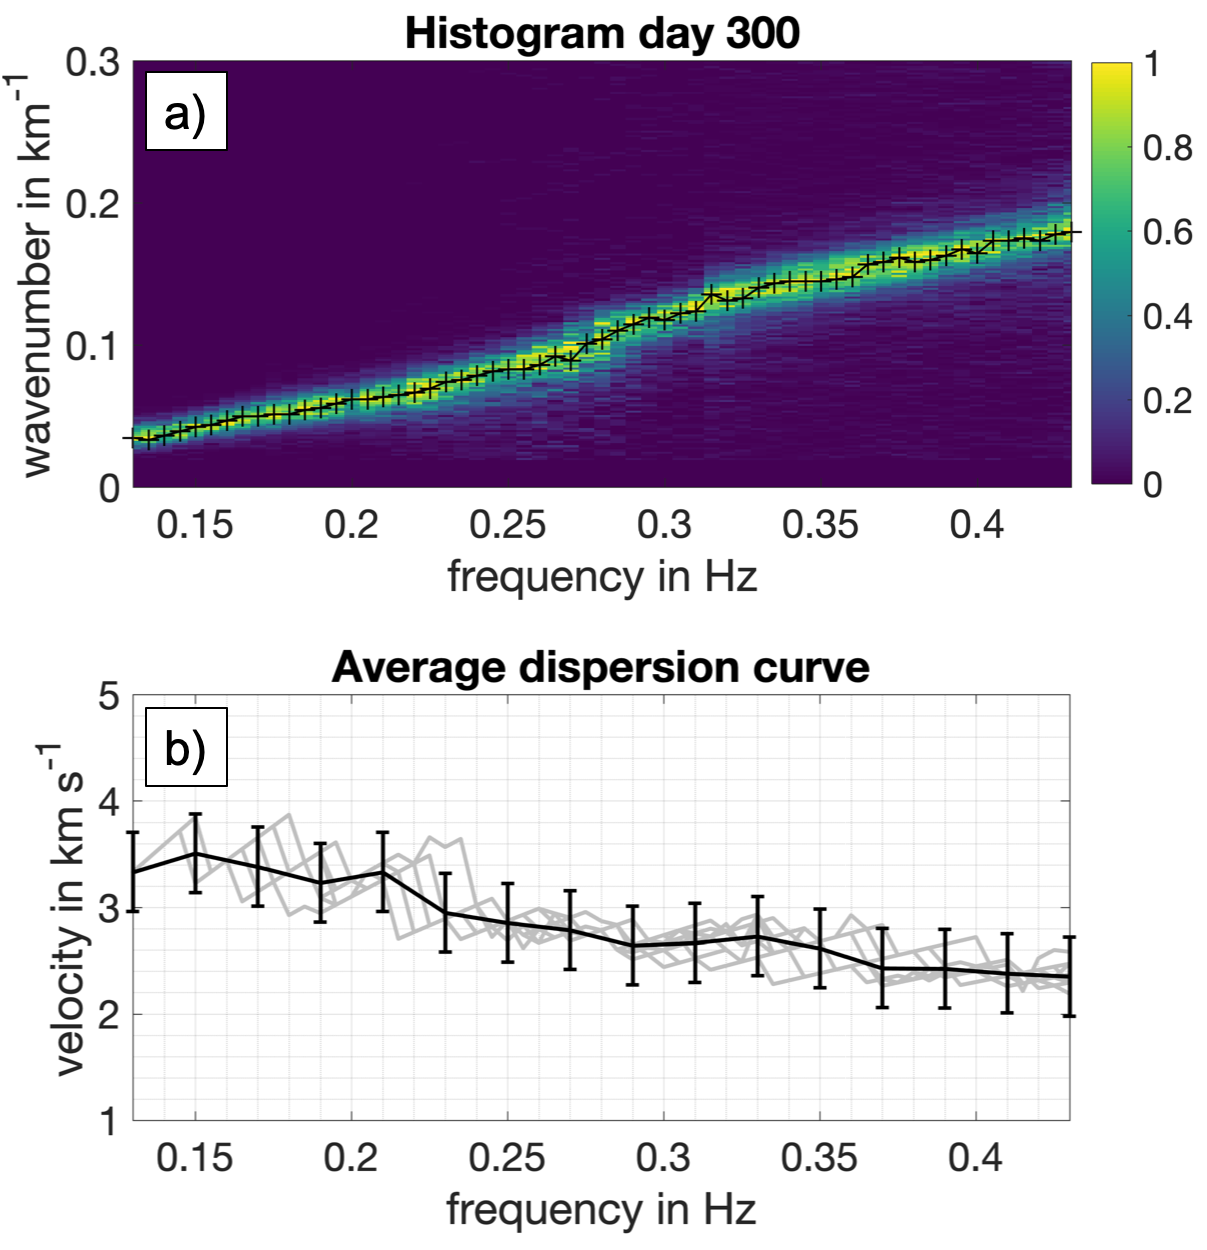 Histogram day 300
a)
wavenumber in km⁻¹
0.3
0.2
0.1
0
0.15 0.2 0.25 0.3 0.35 0.4
frequency in Hz
1
0.8
0.6
0.4
0.2
0
Average dispersion curve
b)
velocity in km s⁻¹
5
4
3
2
1
0.15 0.2 0.25 0.3 0.35 0.4
frequency in Hz